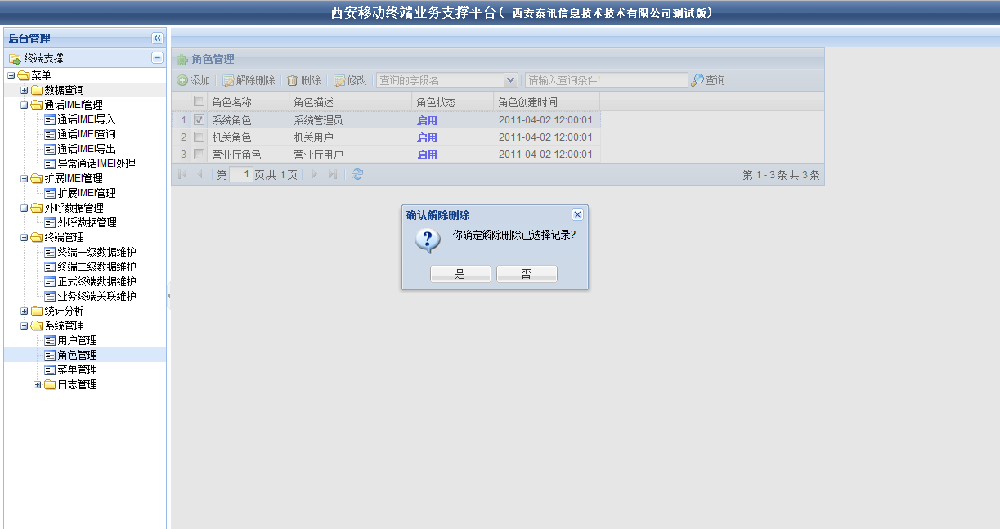 西安移动终端业务支撑平台( 西安泰讯信息技术技术有限公司测试版)
后台管理
终端支撑
菜单
数据查询
通话IMEI管理
通话IMEI导入
通话IMEI查询
通话IMEI导出
异常通话IMEI处理
扩展IMEI管理
扩展IMEI管理
外呼数据管理
外呼数据管理
终端管理
终端一级数据维护
终端二级数据维护
正式终端数据维护
业务终端关联维护
统计分析
系统管理
用户管理
角色管理
菜单管理
日志管理
角色管理
添加 解除删除 删除 修改 查询的字段名 请输入查询条件! 查询
角色名称 角色描述 角色状态 角色创建时间
1 系统角色 系统管理员 启用 2011-04-02 12:00:01
2 机关角色 机关用户 启用 2011-04-02 12:00:01
3 营业厅角色 营业厅用户 启用 2011-04-02 12:00:01
第 1 页,共 1 页 第 1 - 3 条 共 3 条
确认解除删除
你确定解除删除已选择记录?
是 否